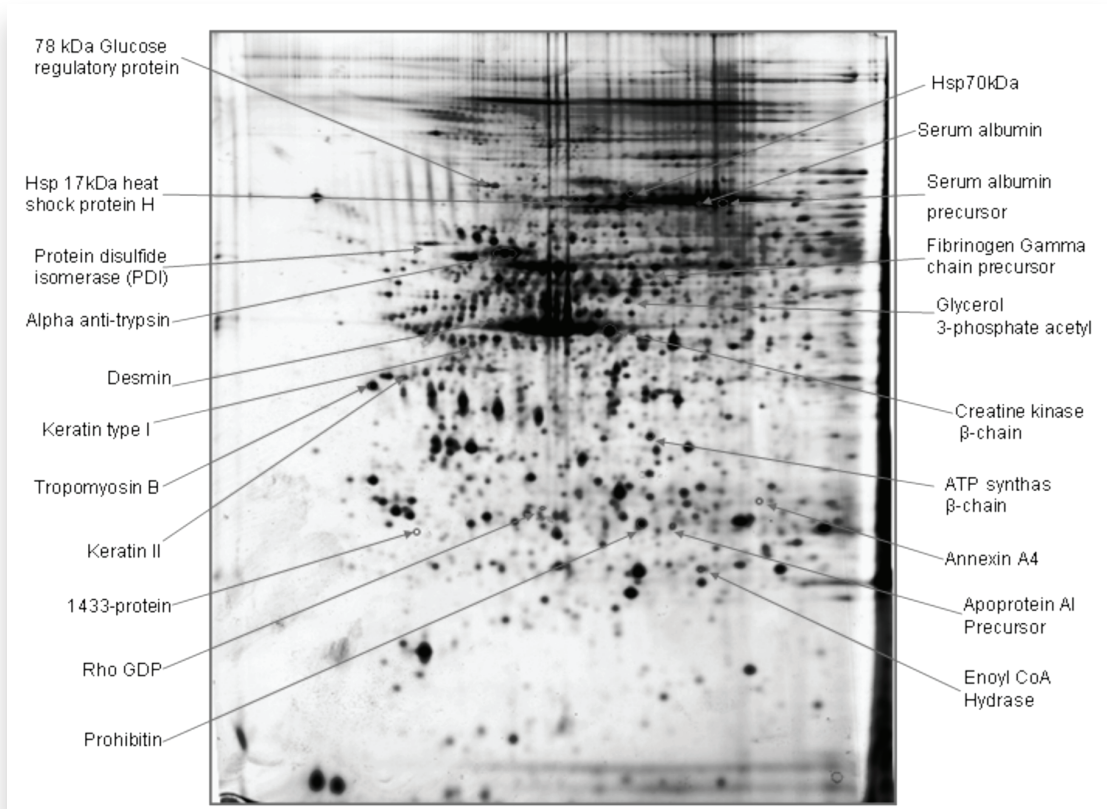 78 kDa Glucose
regulatory protein
Hsp 17kDa heat
shock protein H
Protein disulfide
isomerase (PDI)
Alpha anti-trypsin
Desmin
Keratin type I
Tropomyosin B
Keratin II
1433-protein
Rho GDP
Prohibitin
Hsp70kDa
Serum albumin
Serum albumin
precursor
Fibrinogen Gamma
chain precursor
Glycerol
3-phosphate acetyl
Creatine kinase
β-chain
ATP synthas
β-chain
Annexin A4
Apoprotein AI
Precursor
Enoyl CoA
Hydrase